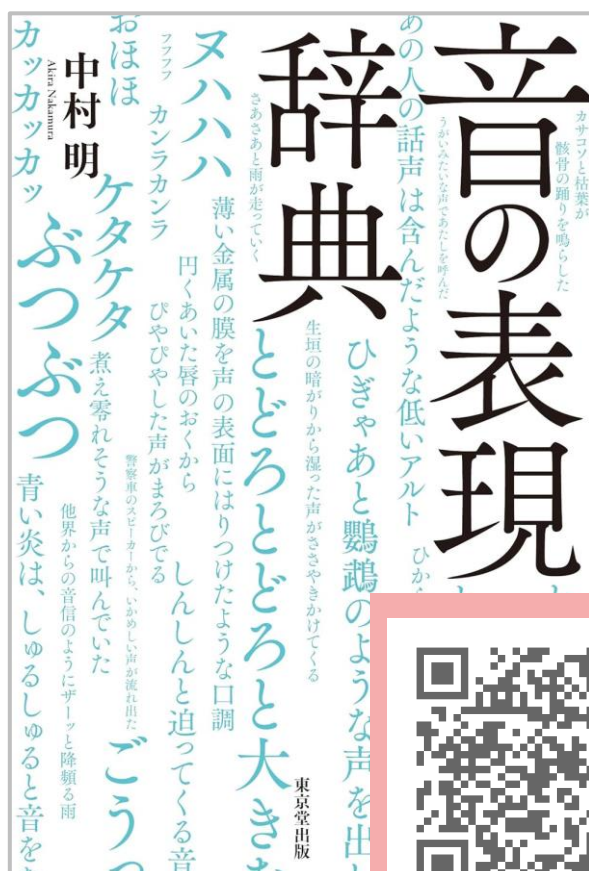 音の表現
辞典
中村 明
Akira Nakamura
カサコソと枯葉が
骸骨の踊りを鳴らした
うがいみたいな声であたしを呼んだ
あの人の話声は含んだような低いアルト
ひか
ひぎゃあと鸚鵡のような声を出
生垣の暗がりから湿った声がささやきかけてくる
さあさあと雨が走っていく
とどろとどろと大きな
東京堂出版
ヌハハハ
薄い金属の膜を声の表面にはりつけたような口調
しんしんと迫ってくる音
フフフフ
カンラカンラ
円くあいた唇のおくから
ぴやぴやした声がまろびでる
おほほ
ケタケタ
煮え零れそうな声で叫んでいた
警察車のスピーカーから、いかめしい声が流れ出た
ごうっ
他界からの音信のようにザーッと降頻る雨
カッカッカッ
ぶつぶつ
青い炎は、しゅるしゅると音を